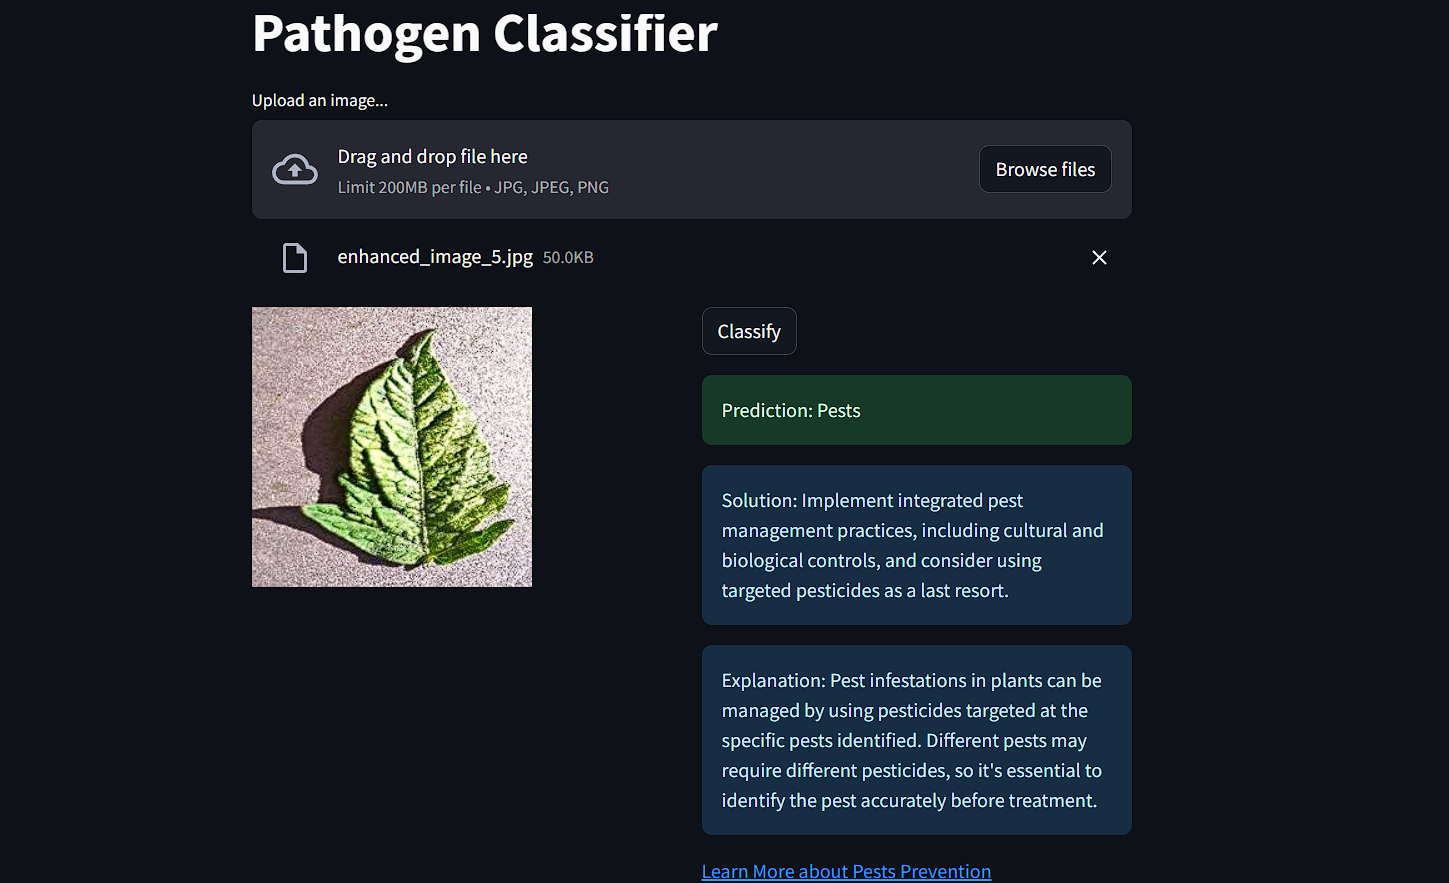 Pathogen Classifier
Upload an image...
Drag and drop file here
Limit 200MB per file • JPG, JPEG, PNG
Browse files
enhanced_image_5.jpg 50.0KB
Classify
Prediction: Pests
Solution: Implement integrated pest
management practices, including cultural and
biological controls, and consider using
targeted pesticides as a last resort.
Explanation: Pest infestations in plants can be
managed by using pesticides targeted at the
specific pests identified. Different pests may
require different pesticides, so it's essential to
identify the pest accurately before treatment.
Learn More about Pests Prevention